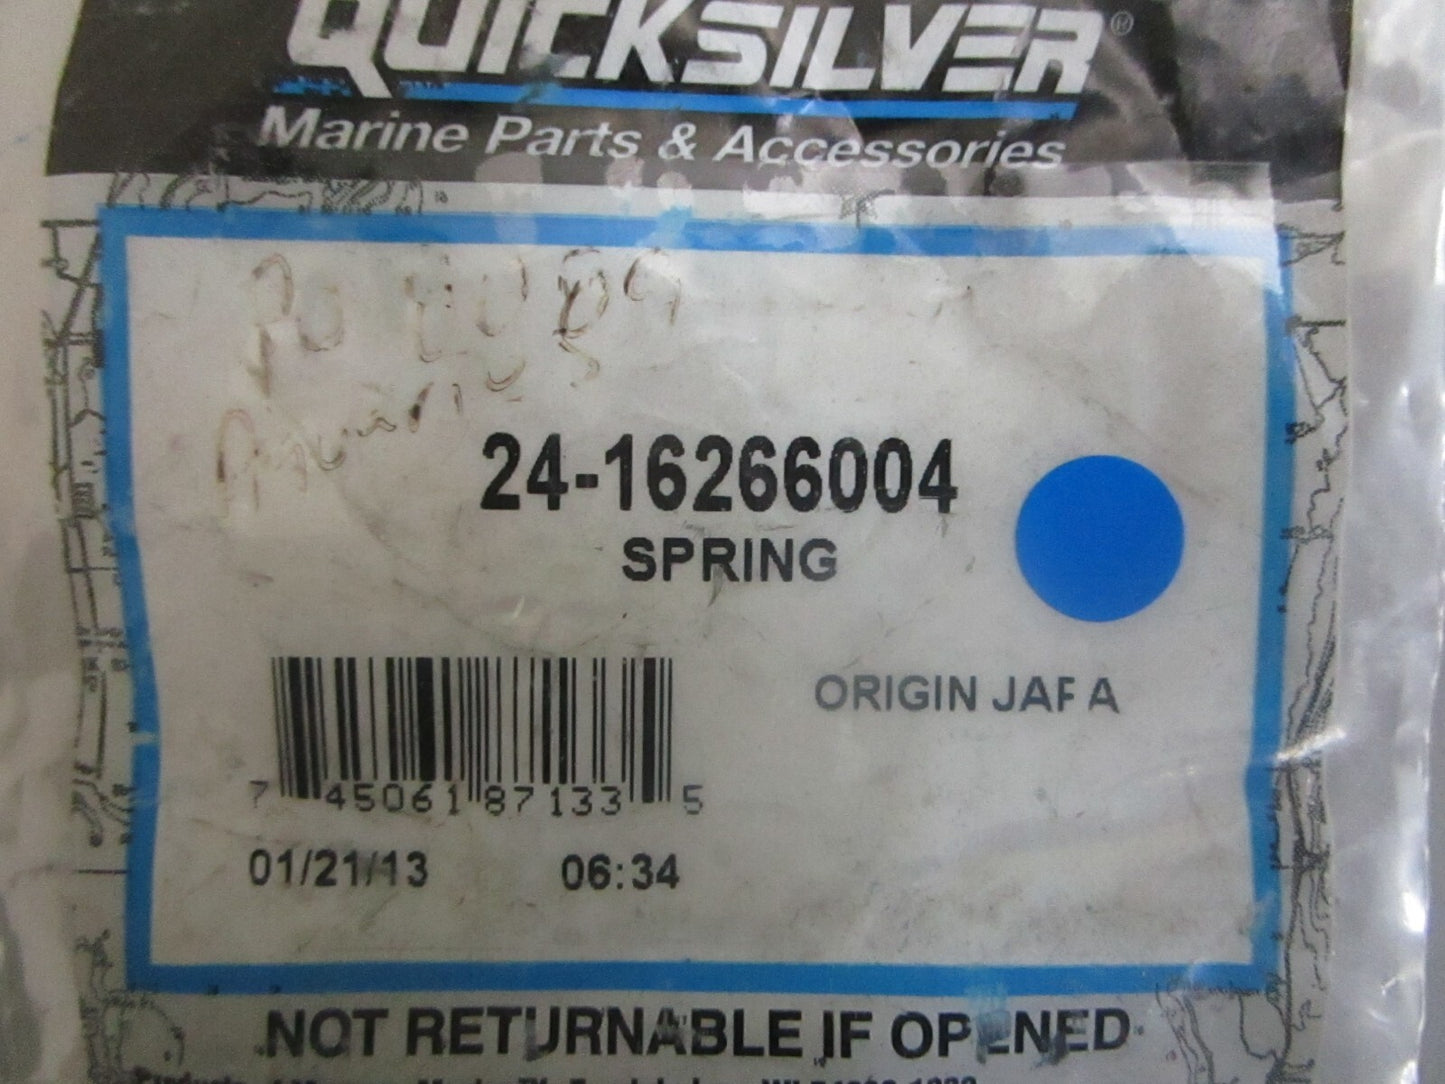 QUICKSILVER®
Marine Parts & Accessories
24-16266004
SPRING
ORIGIN JAPA
7 45061 87133 5
01/21/13 06:34
NOT RETURNABLE IF OPENED